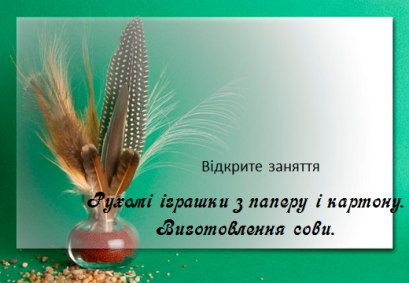 Відкрите заняття
Рухомі іграшки з паперу і картону.
Виготовлення сови.